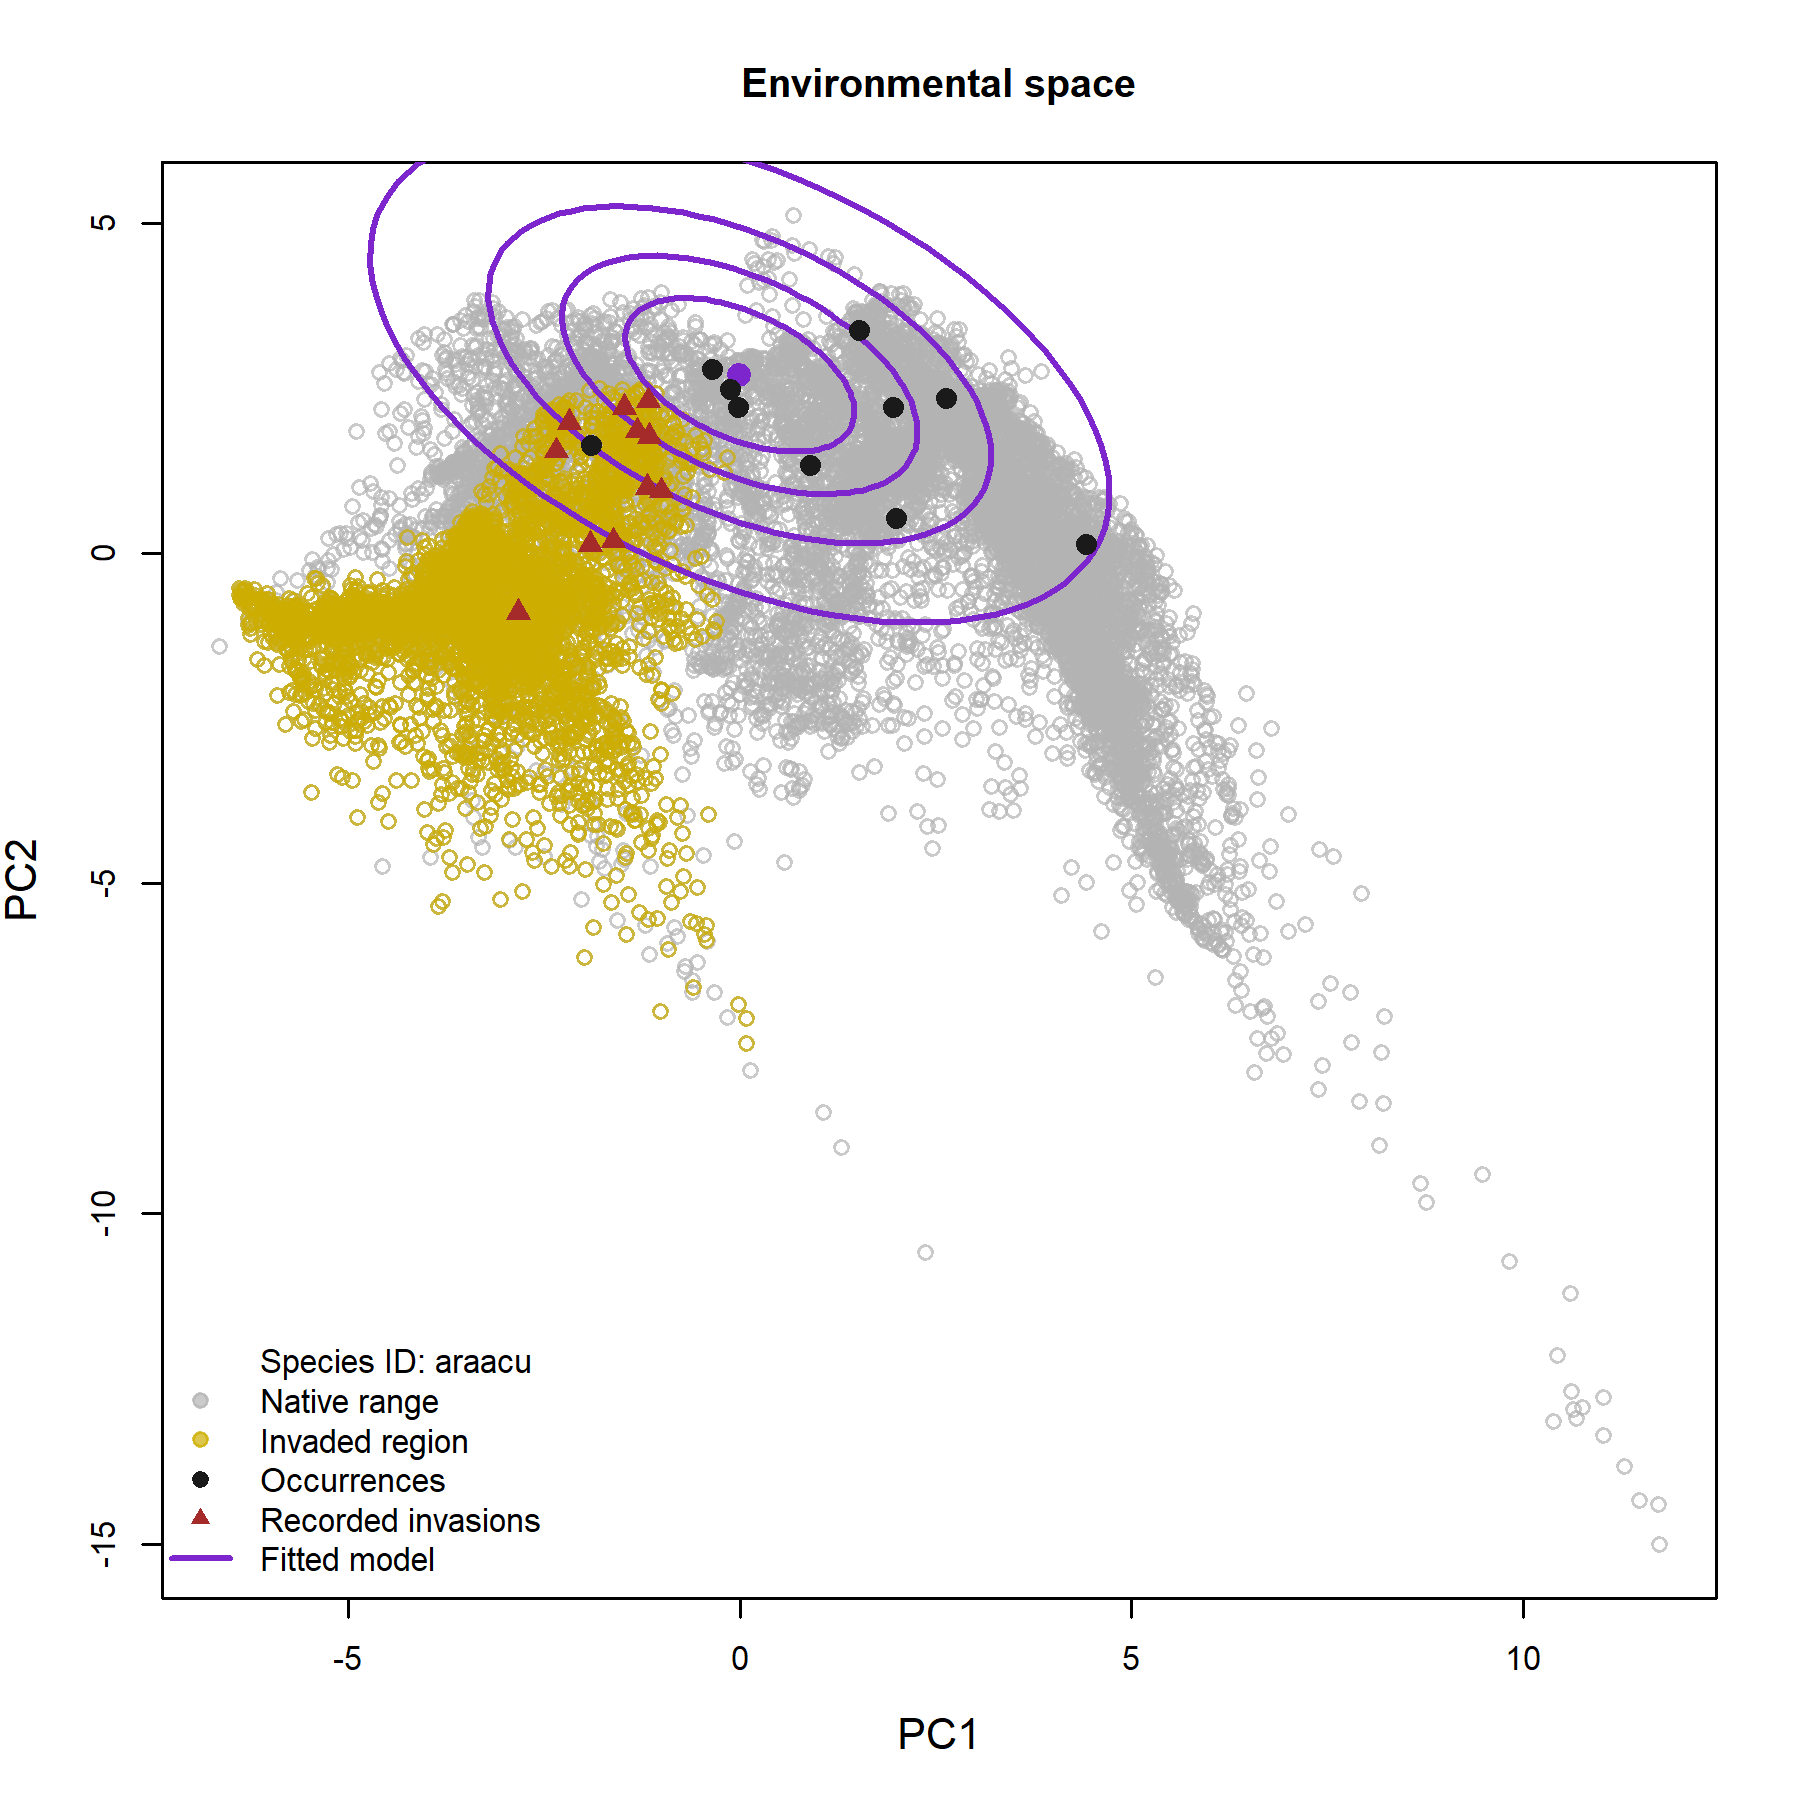 Environmental space
5
0
-5
-10
-15
PC2
Species ID: araacu
Native range
Invaded region
Occurrences
Recorded invasions
Fitted model
-5 0 5 10
PC1